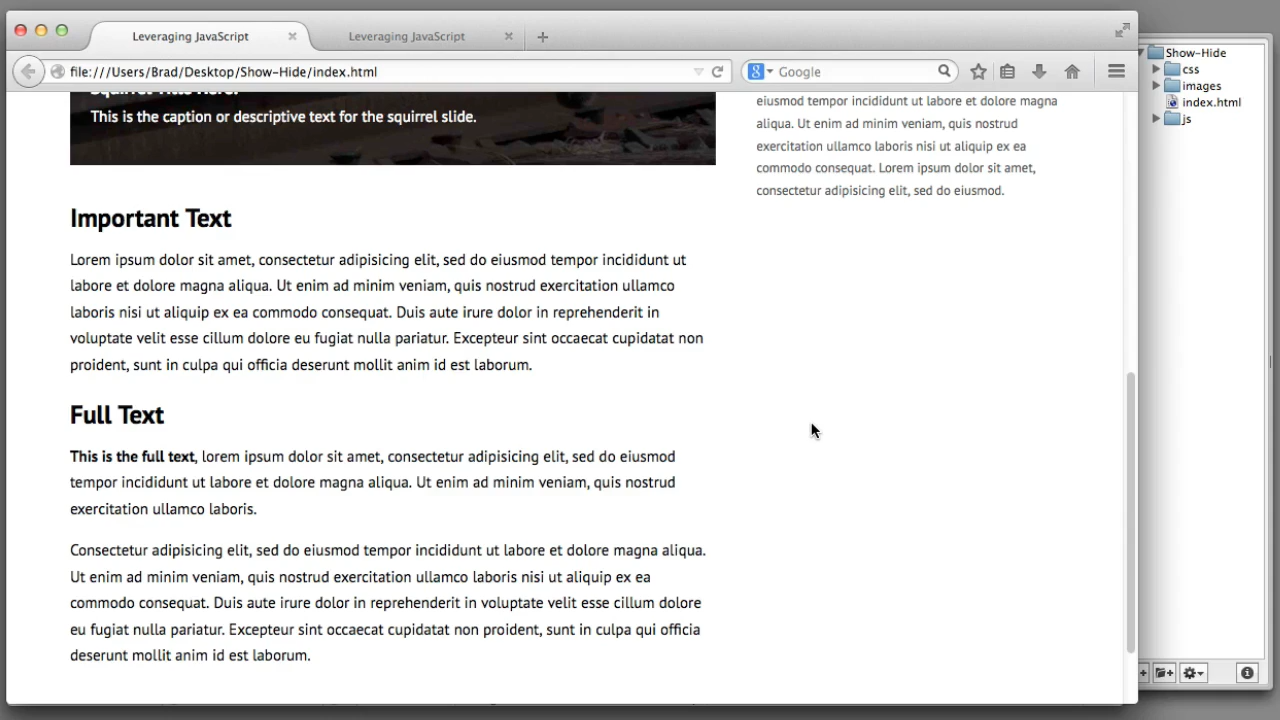 Leveraging JavaScript
Leveraging JavaScript
file:///Users/Brad/Desktop/Show-Hide/index.html
Google
Show-Hide
css
images
index.html
js
Squirrel Title Here!
This is the caption or descriptive text for the squirrel slide.
Important Text
Lorem ipsum dolor sit amet, consectetur adipisicing elit, sed do eiusmod tempor incididunt ut
labore et dolore magna aliqua. Ut enim ad minim veniam, quis nostrud exercitation ullamco
laboris nisi ut aliquip ex ea commodo consequat. Duis aute irure dolor in reprehenderit in
voluptate velit esse cillum dolore eu fugiat nulla pariatur. Excepteur sint occaecat cupidatat non
proident, sunt in culpa qui officia deserunt mollit anim id est laborum.
Full Text
This is the full text, lorem ipsum dolor sit amet, consectetur adipisicing elit, sed do eiusmod
tempor incididunt ut labore et dolore magna aliqua. Ut enim ad minim veniam, quis nostrud
exercitation ullamco laboris.
Consectetur adipisicing elit, sed do eiusmod tempor incididunt ut labore et dolore magna aliqua.
Ut enim ad minim veniam, quis nostrud exercitation ullamco laboris nisi ut aliquip ex ea
commodo consequat. Duis aute irure dolor in reprehenderit in voluptate velit esse cillum dolore
eu fugiat nulla pariatur. Excepteur sint occaecat cupidatat non proident, sunt in culpa qui officia
deserunt mollit anim id est laborum.
eiusmod tempor incididunt ut labore et dolore magna
aliqua. Ut enim ad minim veniam, quis nostrud
exercitation ullamco laboris nisi ut aliquip ex ea
commodo consequat. Lorem ipsum dolor sit amet,
consectetur adipisicing elit, sed do eiusmod.